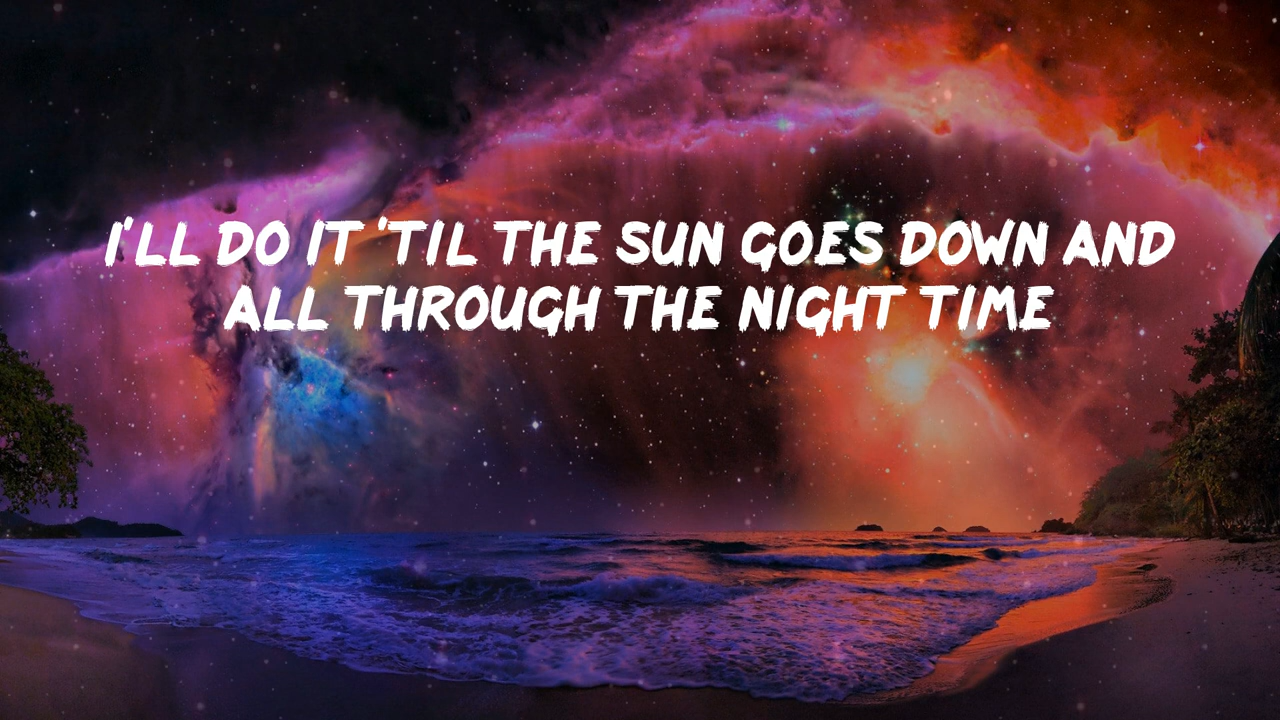 I'LL DO IT 'TIL THE SUN GOES DOWN AND
ALL THROUGH THE NIGHT TIME